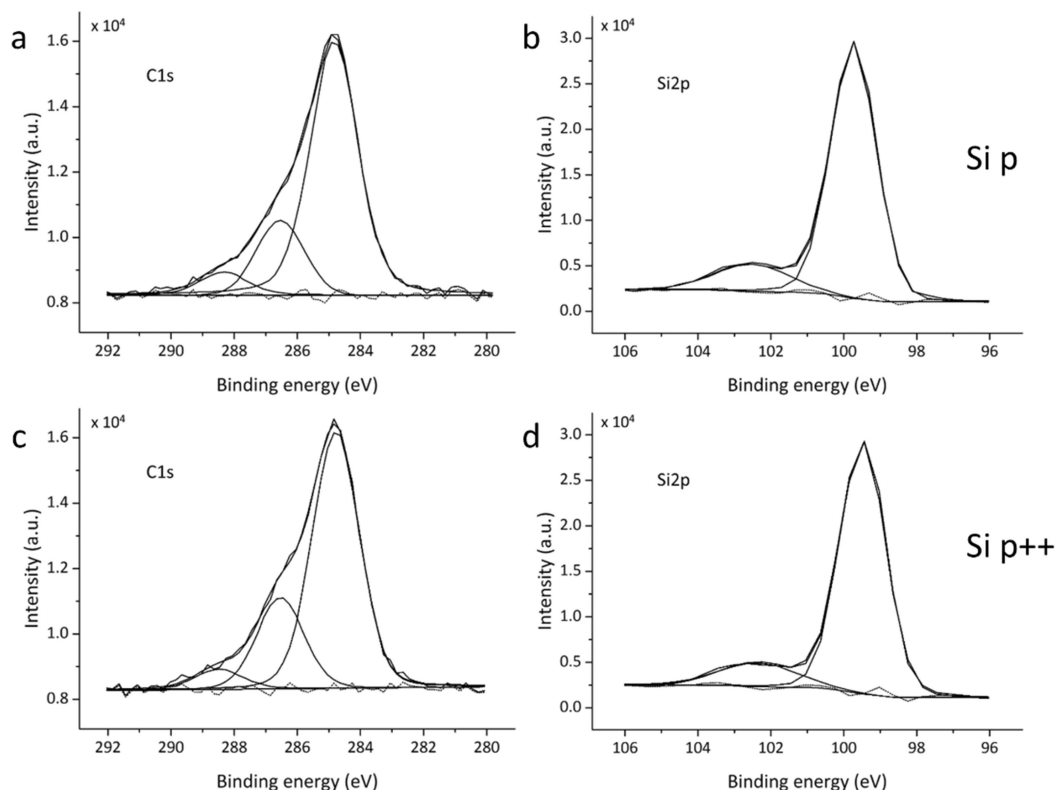 a
x 10⁴
C1s
1.6
1.4
1.2
1.0
0.8
Intensity (a.u.)
292 290 288 286 284 282 280
Binding energy (eV)
b
x 10⁴
Si2p
3.0
2.5
2.0
1.5
1.0
0.5
0.0
Intensity (a.u.)
106 104 102 100 98 96
Binding energy (eV)
Si p
c
x 10⁴
C1s
1.6
1.4
1.2
1.0
0.8
Intensity (a.u.)
292 290 288 286 284 282 280
Binding energy (eV)
d
x 10⁴
Si2p
3.0
2.5
2.0
1.5
1.0
0.5
0.0
Intensity (a.u.)
106 104 102 100 98 96
Binding energy (eV)
Si p++